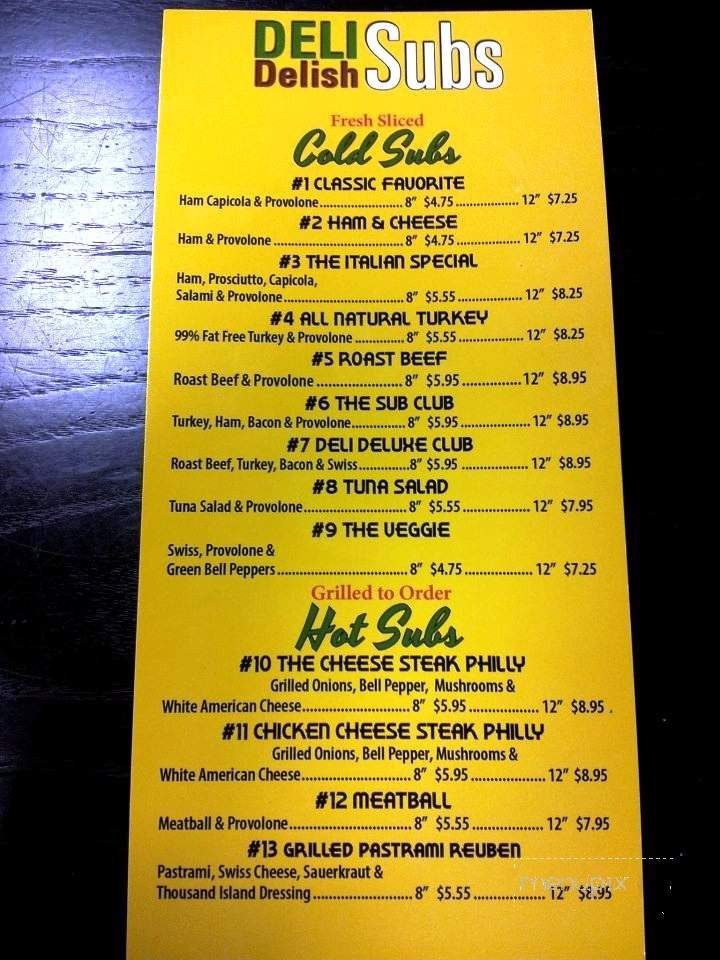 DELI Delish Subs
Fresh Sliced
Cold Subs
#1 CLASSIC FAVORITE
Ham Capicola & Provolone........................ 8” $4.75 .................. 12” $7.25
#2 HAM & CHEESE
Ham & Provolone ..................................... 8” $4.75 .................. 12” $7.25
#3 THE ITALIAN SPECIAL
Ham, Prosciutto, Capicola,
Salami & Provolone................................... 8” $5.55 .................. 12” $8.25
#4 ALL NATURAL TURKEY
99% Fat Free Turkey & Provolone .............. 8” $5.55 .................. 12” $8.25
#5 ROAST BEEF
Roast Beef & Provolone ......................... 8” $5.95 ................. 12” $8.95
#6 THE SUB CLUB
Turkey, Ham, Bacon & Provolone............... 8” $5.95 .................... 12” $8.95
#7 DELI DELUXE CLUB
Roast Beef, Turkey, Bacon & Swiss..............8” $5.95 ................... 12” $8.95
#8 TUNA SALAD
Tuna Salad & Provolone.............................. 8” $5.55 ................... 12” $7.95
#9 THE VEGGIE
Swiss, Provolone &
Green Bell Peppers ..................................... 8” $4.75 ................... 12” $7.25
Grilled to Order
Hot Subs
#10 THE CHEESE STEAK PHILLY
Grilled Onions, Bell Pepper, Mushrooms &
White American Cheese............................... 8” $5.95 .................... 12” $8.95 .
#11 CHICKEN CHEESE STEAK PHILLY
Grilled Onions, Bell Pepper, Mushrooms &
White American Cheese............................... 8” $5.95 ..................... 12” $8.95
#12 MEATBALL
Meatball & Provolone................................... 8” $5.55 .................... 12” $7.95
#13 GRILLED PASTRAMI REUBEN
Pastrami, Swiss Cheese, Sauerkraut &
Thousand Island Dressing ............................ 8” $5.55 .................... 12” $8.95
menupix